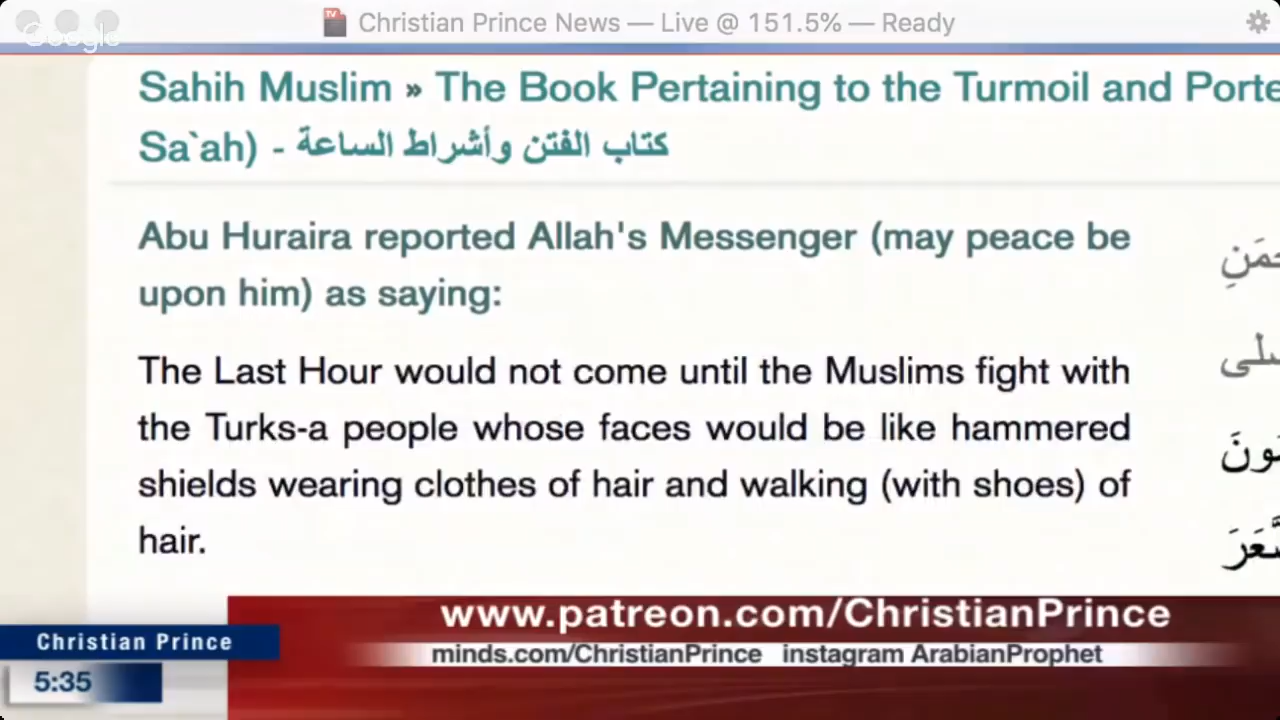 Christian Prince News — Live @ 151.5% — Ready
Google
Sahih Muslim » The Book Pertaining to the Turmoil and Porte
Sa`ah) - كتاب الفتن وأشراط الساعة
Abu Huraira reported Allah's Messenger (may peace be
upon him) as saying:
The Last Hour would not come until the Muslims fight with
the Turks-a people whose faces would be like hammered
shields wearing clothes of hair and walking (with shoes) of
hair.
www.patreon.com/ChristianPrince
minds.com/ChristianPrince instagram ArabianProphet
Christian Prince
5:35